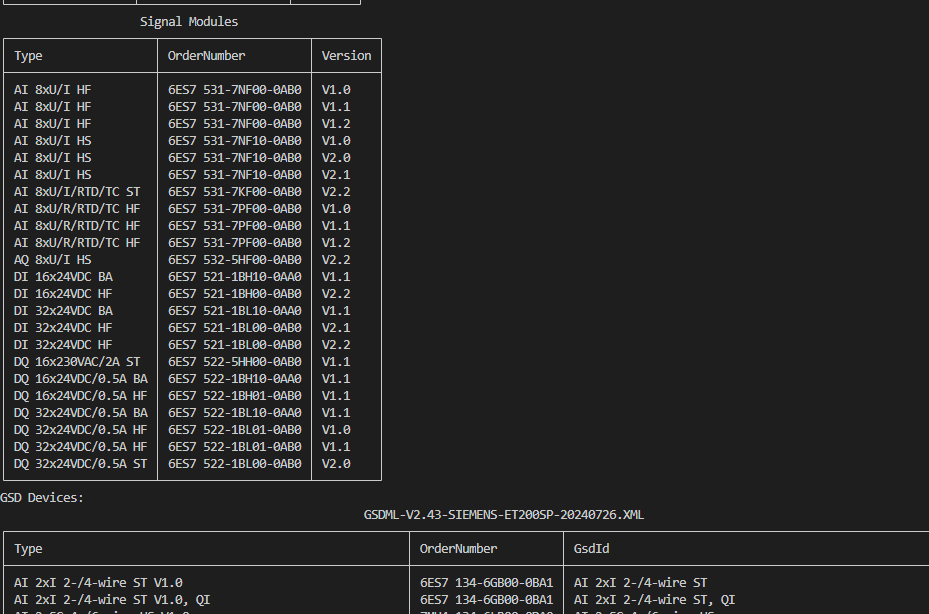 Signal Modules
Type OrderNumber Version
AI 8xU/I HF 6ES7 531-7NF00-0AB0 V1.0
AI 8xU/I HF 6ES7 531-7NF00-0AB0 V1.1
AI 8xU/I HF 6ES7 531-7NF00-0AB0 V1.2
AI 8xU/I HS 6ES7 531-7NF10-0AB0 V1.0
AI 8xU/I HS 6ES7 531-7NF10-0AB0 V2.0
AI 8xU/I HS 6ES7 531-7NF10-0AB0 V2.1
AI 8xU/I/RTD/TC ST 6ES7 531-7KF00-0AB0 V2.2
AI 8xU/R/RTD/TC HF 6ES7 531-7PF00-0AB0 V1.0
AI 8xU/R/RTD/TC HF 6ES7 531-7PF00-0AB0 V1.1
AI 8xU/R/RTD/TC HF 6ES7 531-7PF00-0AB0 V1.2
AQ 8xU/I HS 6ES7 532-5HF00-0AB0 V2.2
DI 16x24VDC BA 6ES7 521-1BH10-0AA0 V1.1
DI 16x24VDC HF 6ES7 521-1BH00-0AB0 V2.2
DI 32x24VDC BA 6ES7 521-1BL10-0AA0 V1.1
DI 32x24VDC HF 6ES7 521-1BL00-0AB0 V2.1
DI 32x24VDC HF 6ES7 521-1BL00-0AB0 V2.2
DQ 16x230VAC/2A ST 6ES7 522-5HH00-0AB0 V1.1
DQ 16x24VDC/0.5A BA 6ES7 522-1BH10-0AA0 V1.1
DQ 16x24VDC/0.5A HF 6ES7 522-1BH01-0AB0 V1.1
DQ 32x24VDC/0.5A BA 6ES7 522-1BL10-0AA0 V1.1
DQ 32x24VDC/0.5A HF 6ES7 522-1BL01-0AB0 V1.0
DQ 32x24VDC/0.5A HF 6ES7 522-1BL01-0AB0 V1.1
DQ 32x24VDC/0.5A ST 6ES7 522-1BL00-0AB0 V2.0
GSD Devices:
GSDML-V2.43-SIEMENS-ET200SP-20240726.XML
Type OrderNumber GsdId
AI 2xI 2-/4-wire ST V1.0 6ES7 134-6GB00-0BA1 AI 2xI 2-/4-wire ST
AI 2xI 2-/4-wire ST V1.0, QI 6ES7 134-6GB00-0BA1 AI 2xI 2-/4-wire ST, QI